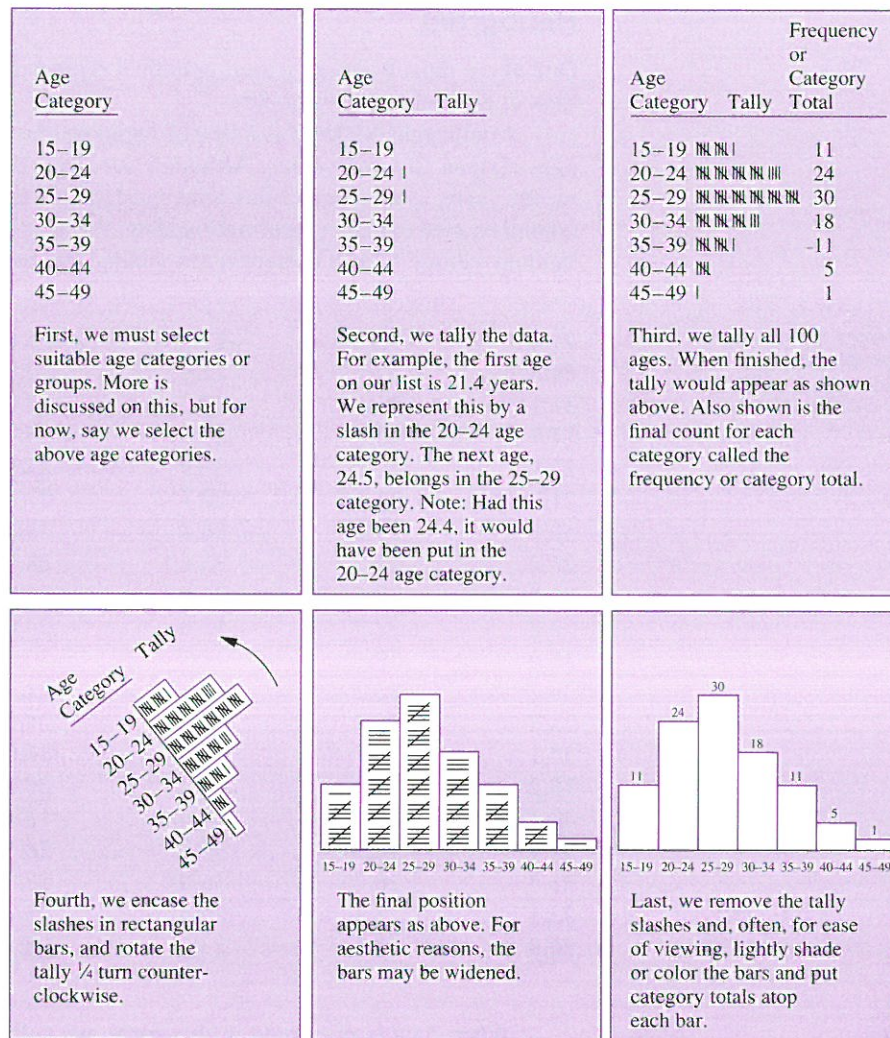 Age
Category
15–19
20–24
25–29
30–34
35–39
40–44
45–49
First, we must select
suitable age categories or
groups. More is
discussed on this, but for
now, say we select the
above age categories.
Age
Category Tally
15–19
20–24 |
25–29 |
30–34
35–39
40–44
45–49
Second, we tally the data.
For example, the first age
on our list is 21.4 years.
We represent this by a
slash in the 20–24 age
category. The next age,
24.5, belongs in the 25–29
category. Note: Had this
age been 24.4, it would
have been put in the
20–24 age category.
Frequency
or
Age Category
Category Tally Total
15–19 11
20–24 24
25–29 30
30–34 18
35–39 11
40–44 5
45–49 1
Third, we tally all 100
ages. When finished, the
tally would appear as shown
above. Also shown is the
final count for each
category called the
frequency or category total.
Age
Category Tally
15–19
20–24
25–29
30–34
35–39
40–44
45–49
Fourth, we encase the
slashes in rectangular
bars, and rotate the
tally ¼ turn counter-
clockwise.
15–19 20–24 25–29 30–34 35–39 40–44 45–49
The final position
appears as above. For
aesthetic reasons, the
bars may be widened.
30
24
18
11 11
5
1
15–19 20–24 25–29 30–34 35–39 40–44 45–49
Last, we remove the tally
slashes and, often, for ease
of viewing, lightly shade
or color the bars and put
category totals atop
each bar.